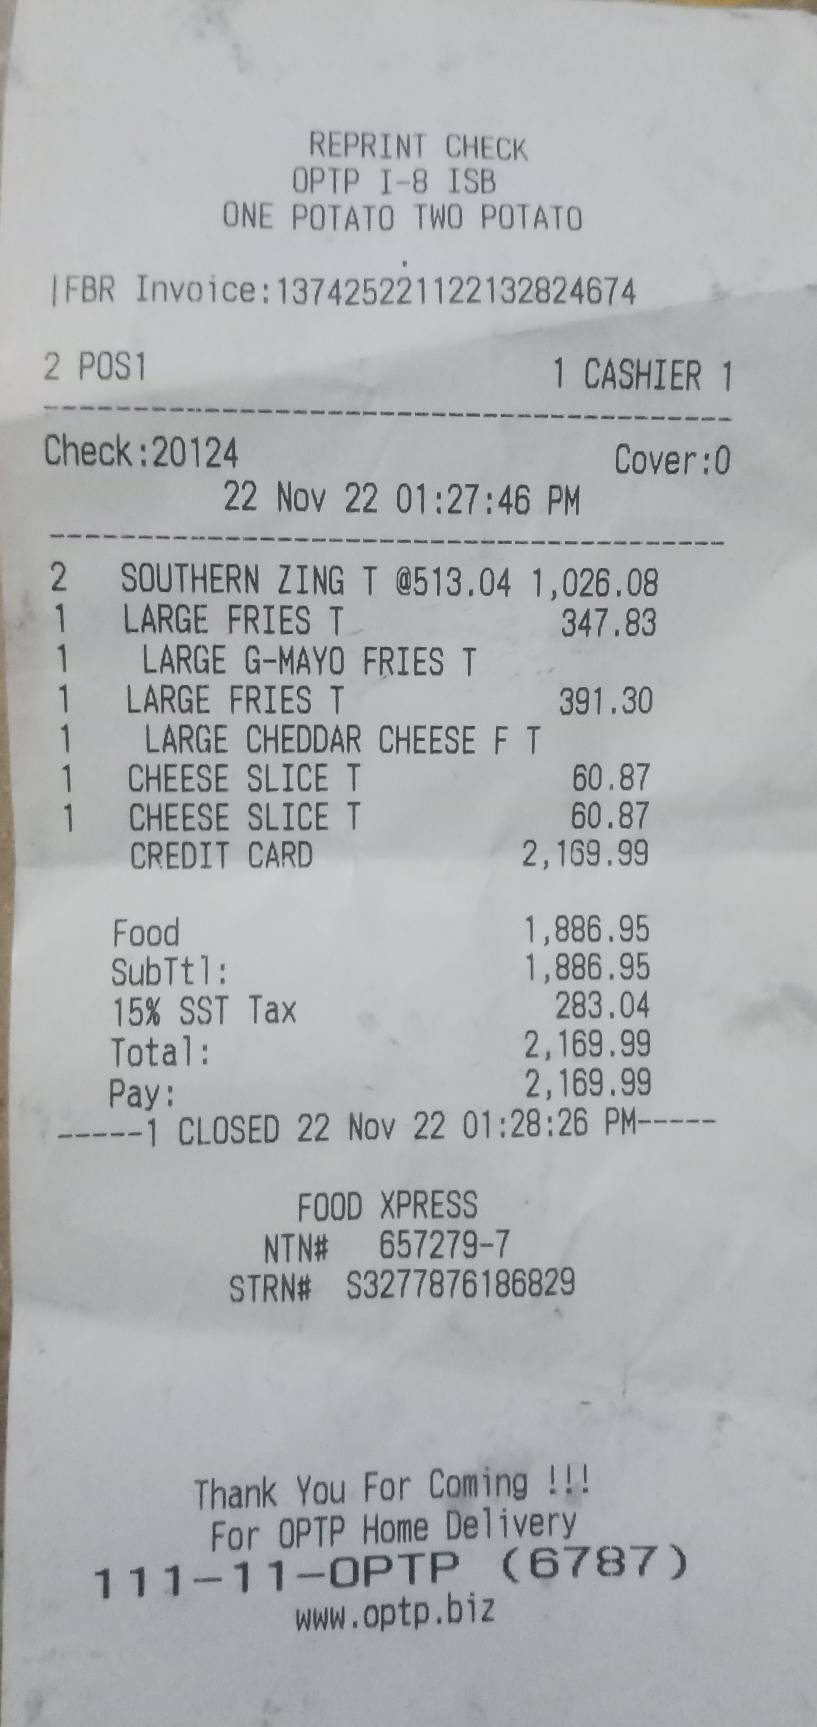 REPRINT CHECK
OPTP I-8 ISB
ONE POTATO TWO POTATO
|FBR Invoice:137425221122132824674
2 POS1 1 CASHIER 1
----------------------------------------
Check:20124 Cover:0
22 Nov 22 01:27:46 PM
----------------------------------------
2 SOUTHERN ZING T @513.04 1,026.08
1 LARGE FRIES T 347.83
1 LARGE G-MAYO FRIES T
1 LARGE FRIES T 391.30
1 LARGE CHEDDAR CHEESE F T
1 CHEESE SLICE T 60.87
1 CHEESE SLICE T 60.87
CREDIT CARD 2,169.99
Food 1,886.95
SubTtl: 1,886.95
15% SST Tax 283.04
Total: 2,169.99
Pay: 2,169.99
-----1 CLOSED 22 Nov 22 01:28:26 PM-----
FOOD XPRESS
NTN# 657279-7
STRN# S3277876186829
Thank You For Coming !!!
For OPTP Home Delivery
111-11-OPTP (6787)
www.optp.biz